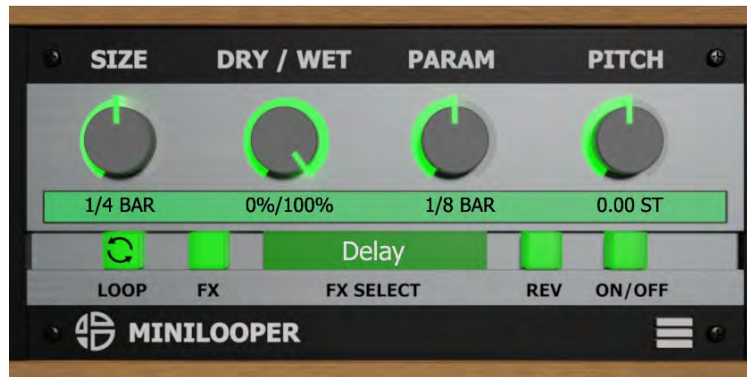 SIZE DRY / WET PARAM PITCH
1/4 BAR 0%/100% 1/8 BAR 0.00 ST
Delay
LOOP FX FX SELECT REV ON/OFF
MINILOOPER